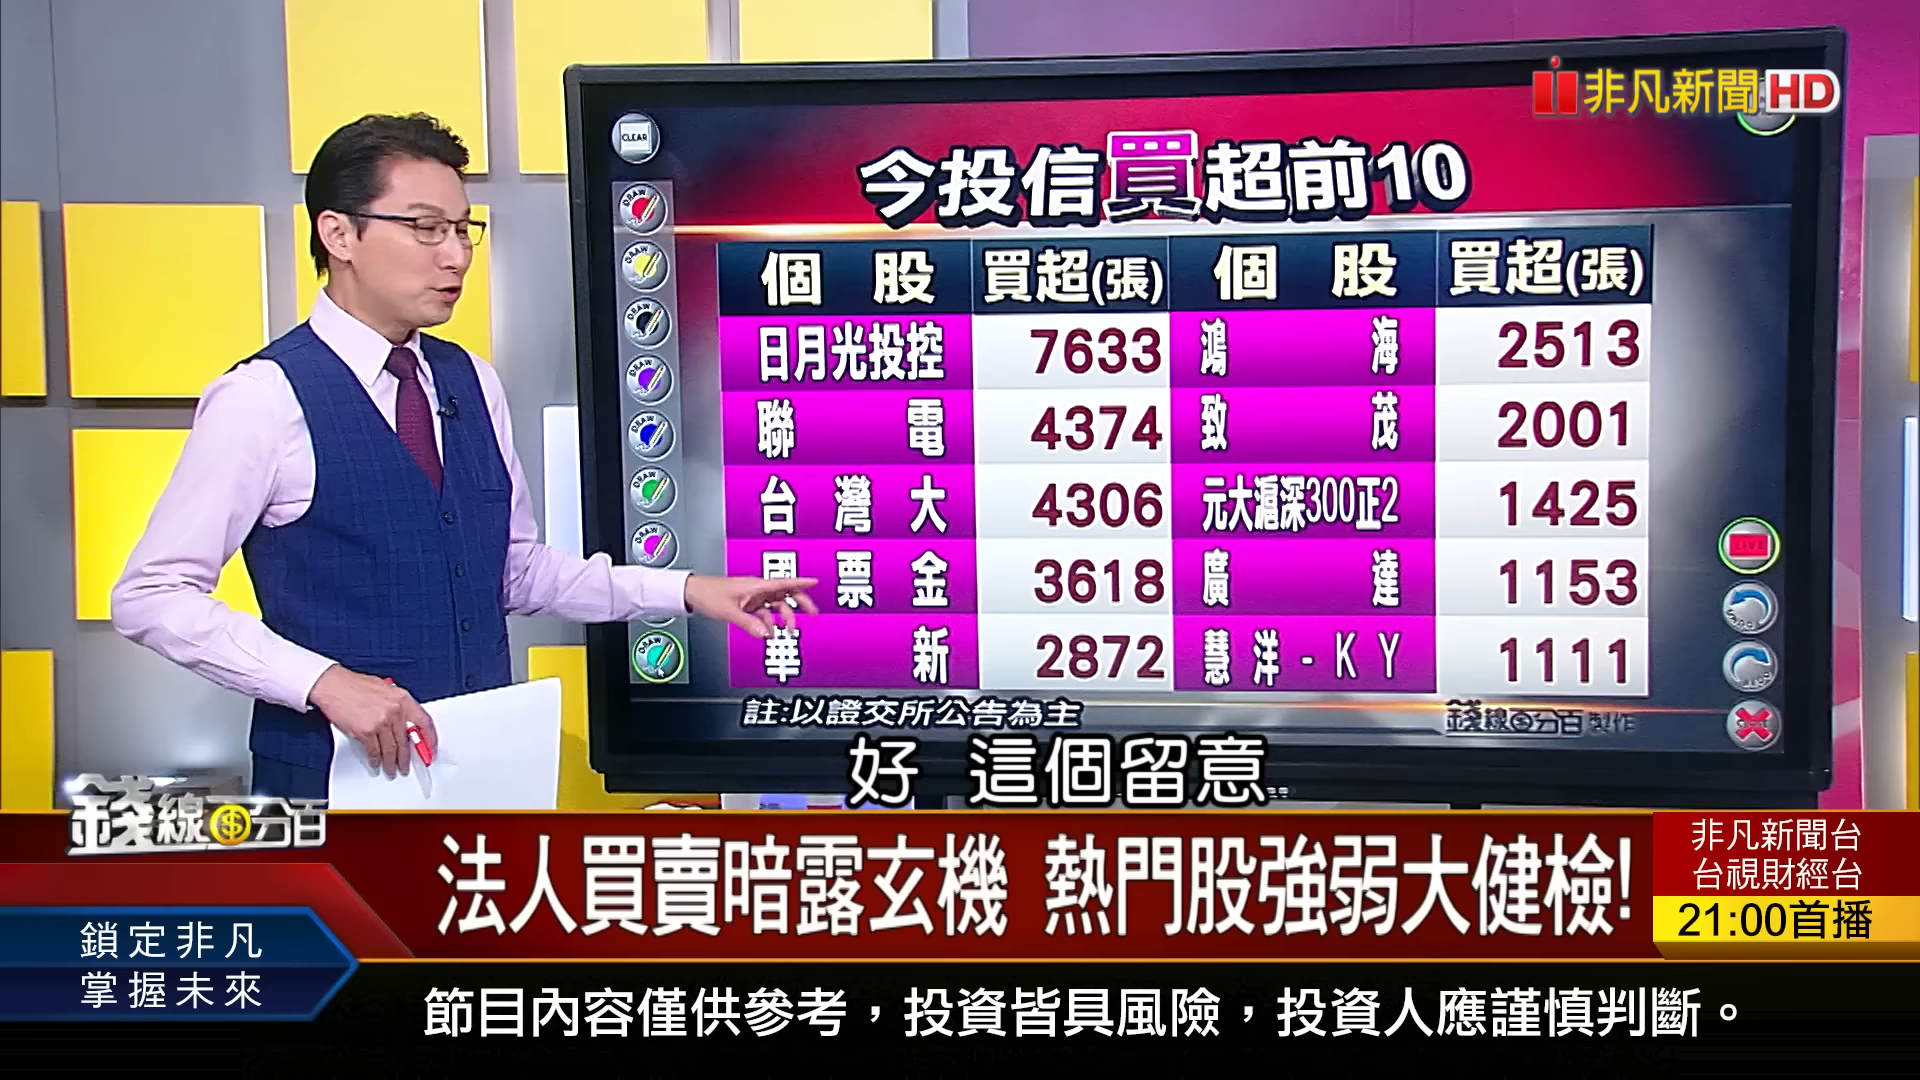 非凡新聞HD
CLEAR
今投信買超前10
個股 買超(張) 個股 買超(張)
日月光投控 7633 鴻海 2513
聯電 4374 致茂 2001
台灣大 4306 元大滬深300正2 1425
國票金 3618 廣達 1153
華新 2872 慧洋-KY 1111
註:以證交所公告為主
錢線百分百 製作
好 這個留意
錢線百分百
法人買賣暗露玄機 熱門股強弱大健檢!
非凡新聞台
台視財經台
21:00首播
鎖定非凡
掌握未來
節目內容僅供參考，投資皆具風險，投資人應謹慎判斷。